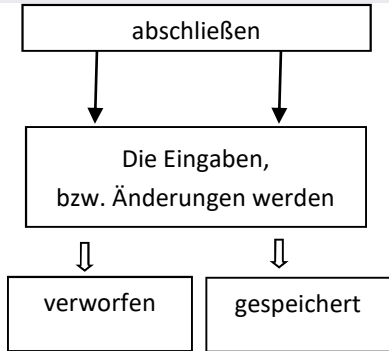 abschließen
Die Eingaben,
bzw. Änderungen werden
verworfen
gespeichert